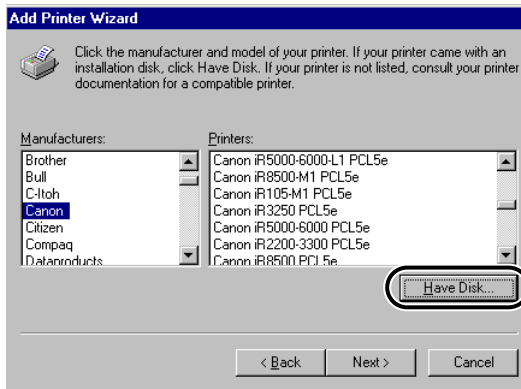 Add Printer Wizard
Click the manufacturer and model of your printer. If your printer came with an
installation disk, click Have Disk. If your printer is not listed, consult your printer
documentation for a compatible printer.
Manufacturers:
Brother
Bull
C-Itoh
Canon
Citizen
Compaq
Dataproducts
Printers:
Canon iR5000-6000-L1 PCL5e
Canon iR8500-M1 PCL5e
Canon iR105-M1 PCL5e
Canon iR3250 PCL5e
Canon iR5000-6000 PCL5e
Canon iR2200-3300 PCL5e
Canon iR8500 PCL5e
Have Disk...
< Back Next > Cancel